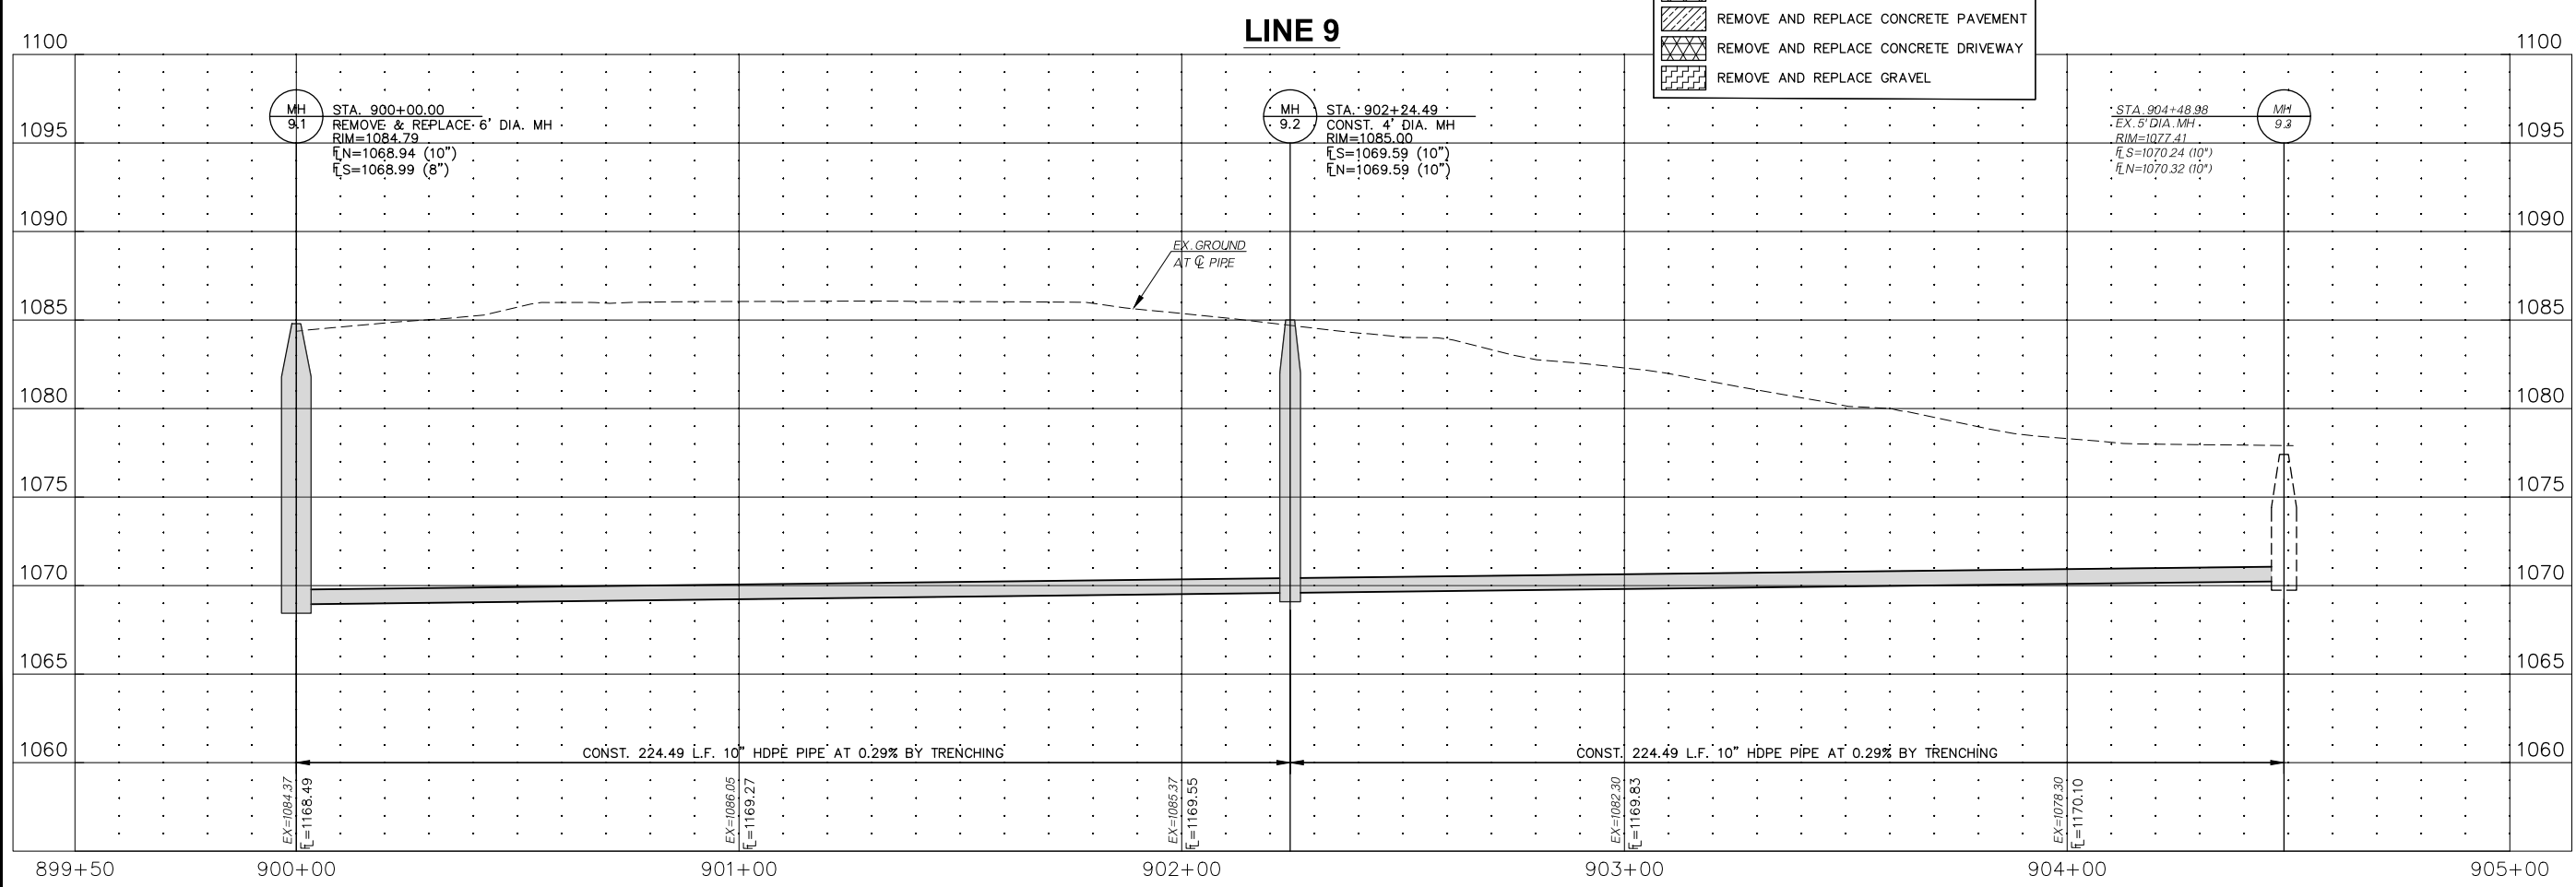 LINE 9
REMOVE AND REPLACE CONCRETE PAVEMENT
REMOVE AND REPLACE CONCRETE DRIVEWAY
REMOVE AND REPLACE GRAVEL
1100
1095
1090
1085
1080
1075
1070
1065
1060
1100
1095
1090
1085
1080
1075
1070
1065
1060
MH
9.1
STA. 900+00.00
REMOVE & REPLACE 6' DIA. MH
RIM=1084.79
FL N=1068.94 (10")
FL S=1068.99 (8")
MH
9.2
STA. 902+24.49
CONST. 4' DIA. MH
RIM=1085.00
FL S=1069.59 (10")
FL N=1069.59 (10")
STA. 904+48.98
EX. 5' DIA. MH
RIM=1077.41
FL S=1070.24 (10")
FL N=1070.32 (10")
MH
9.3
EX. GROUND
AT CL PIPE
CONST. 224.49 L.F. 10" HDPE PIPE AT 0.29% BY TRENCHING
CONST. 224.49 L.F. 10" HDPE PIPE AT 0.29% BY TRENCHING
EX=1084.37
FL=1168.49
EX=1086.05
FL=1169.27
EX=1085.37
FL=1169.55
EX=1082.30
FL=1169.83
EX=1078.30
FL=1170.10
899+50
900+00
901+00
902+00
903+00
904+00
905+00